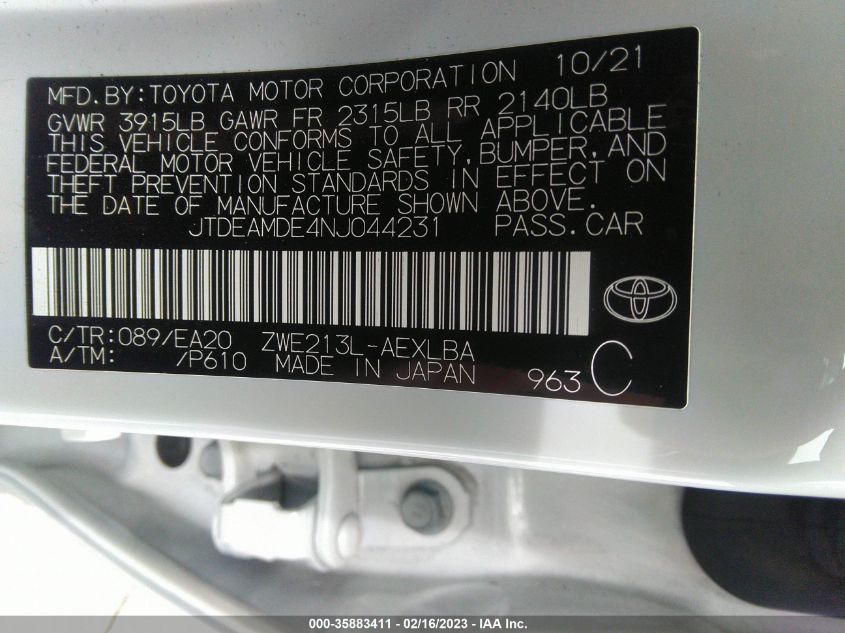 MFD.BY:TOYOTA MOTOR CORPORATION 10/21
GVWR 3915LB GAWR FR 2315LB RR 2140LB
THIS VEHICLE CONFORMS TO ALL APPLICABLE
FEDERAL MOTOR VEHICLE SAFETY,BUMPER,AND
THEFT PREVENTION STANDARDS IN EFFECT ON
THE DATE OF MANUFACTURE SHOWN ABOVE.
JTDEAMDE4NJ044231 PASS.CAR
C/TR:089/EA20 ZWE213L-AEXLBA
A/TM: /P610 MADE IN JAPAN 963 C
000-35883411 - 02/16/2023 - IAA Inc.